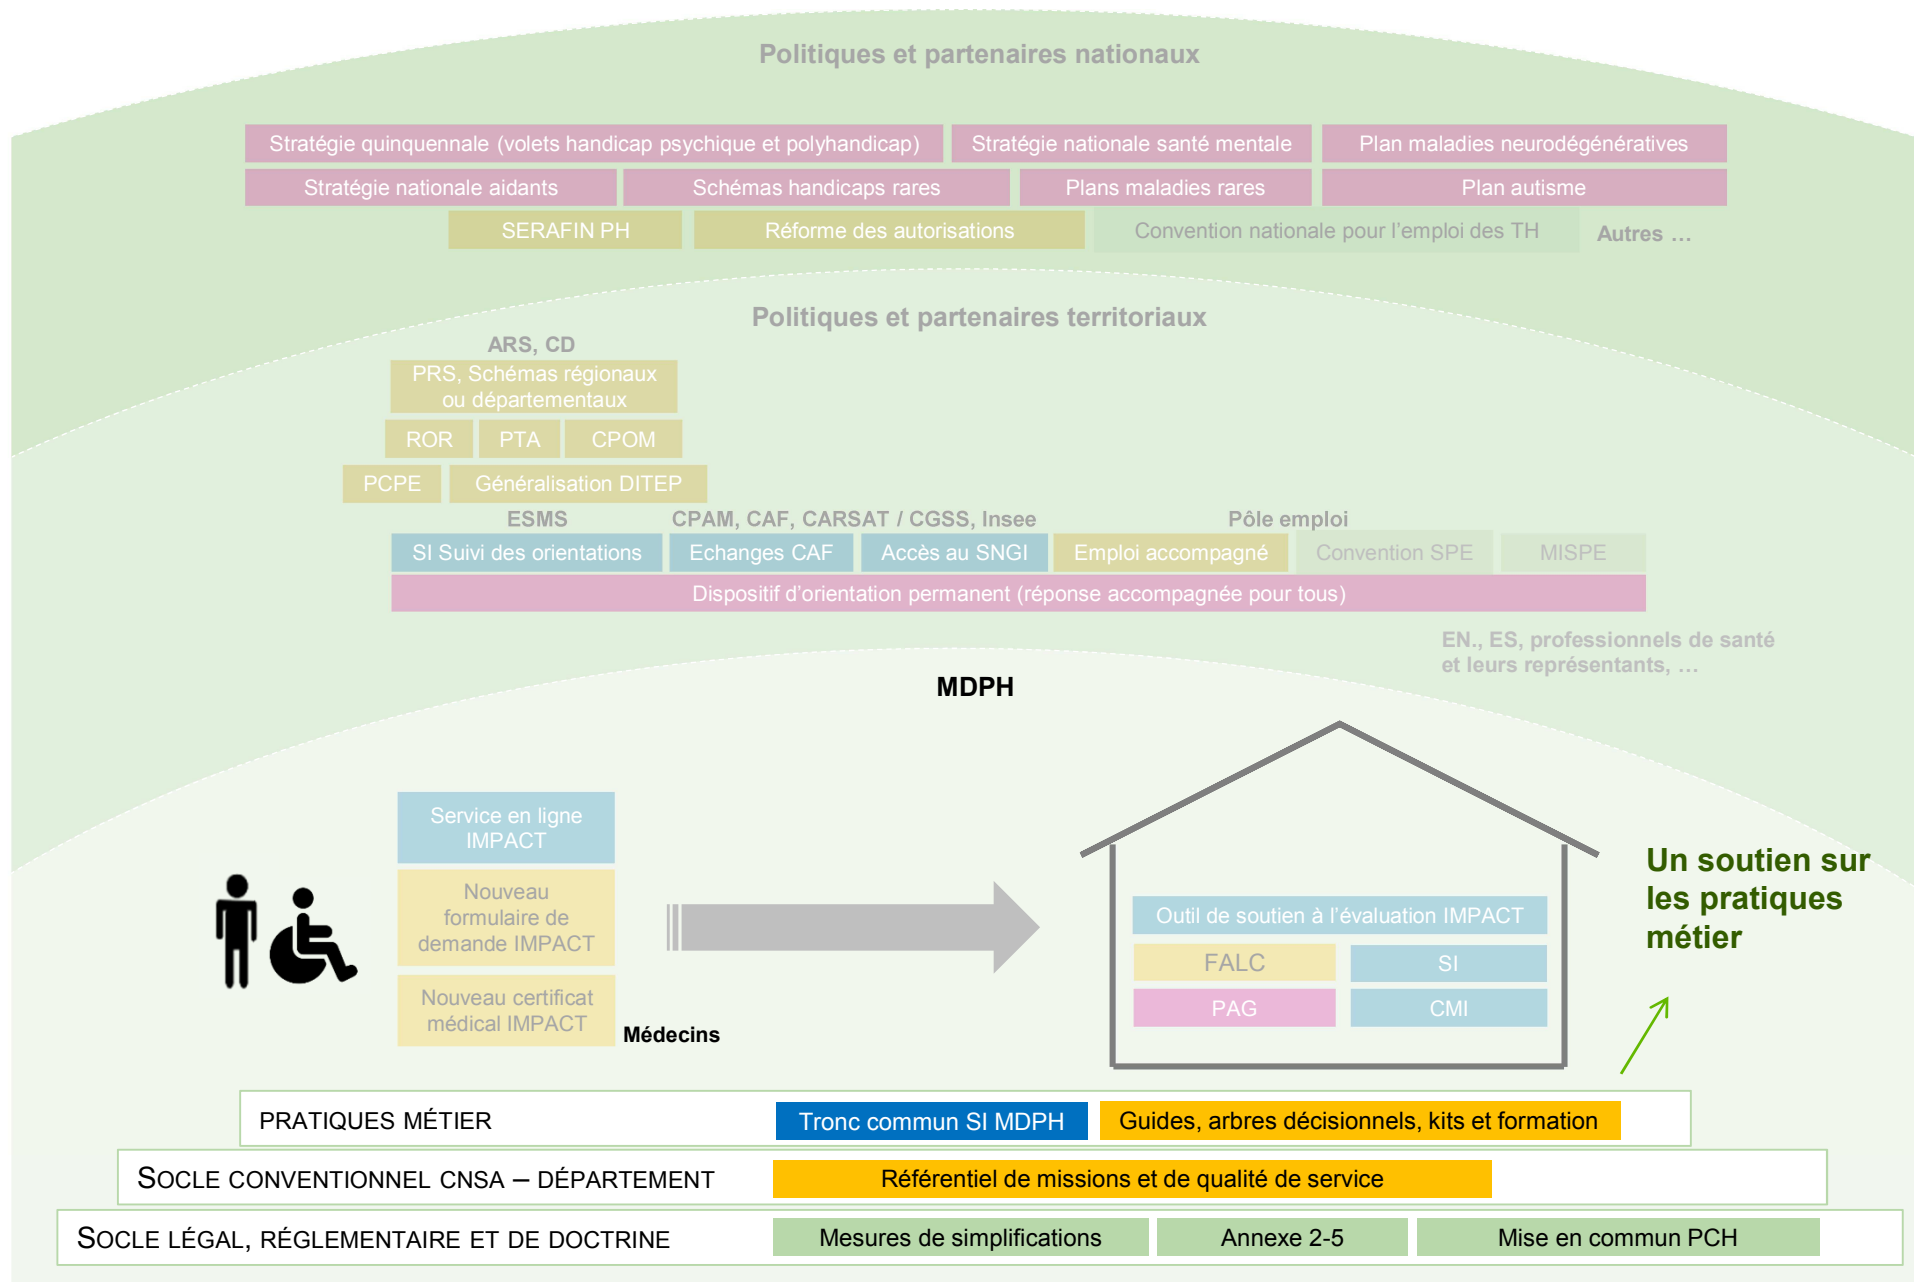 Politiques et partenaires nationaux
Stratégie quinquennale (volets handicap psychique et polyhandicap)
Stratégie nationale santé mentale
Plan maladies neurodégénératives
Stratégie nationale aidants
Schémas handicaps rares
Plans maladies rares
Plan autisme
SERAFIN PH
Réforme des autorisations
Convention nationale pour l'emploi des TH
Autres …
Politiques et partenaires territoriaux
ARS, CD
PRS, Schémas régionaux
ou départementaux
ROR
PTA
CPOM
PCPE
Généralisation DITEP
ESMS
CPAM, CAF, CARSAT / CGSS, Insee
Pôle emploi
SI Suivi des orientations
Echanges CAF
Accès au SNGI
Emploi accompagné
Convention SPE
MISPE
Dispositif d'orientation permanent (réponse accompagnée pour tous)
EN., ES, professionnels de santé
et leurs représentants, …
MDPH
Service en ligne
IMPACT
Nouveau
formulaire de
demande IMPACT
Nouveau certificat
médical IMPACT
Médecins
Outil de soutien à l'évaluation IMPACT
FALC
SI
PAG
CMI
Un soutien sur
les pratiques
métier
PRATIQUES MÉTIER
Tronc commun SI MDPH
Guides, arbres décisionnels, kits et formation
SOCLE CONVENTIONNEL CNSA – DÉPARTEMENT
Référentiel de missions et de qualité de service
SOCLE LÉGAL, RÉGLEMENTAIRE ET DE DOCTRINE
Mesures de simplifications
Annexe 2-5
Mise en commun PCH